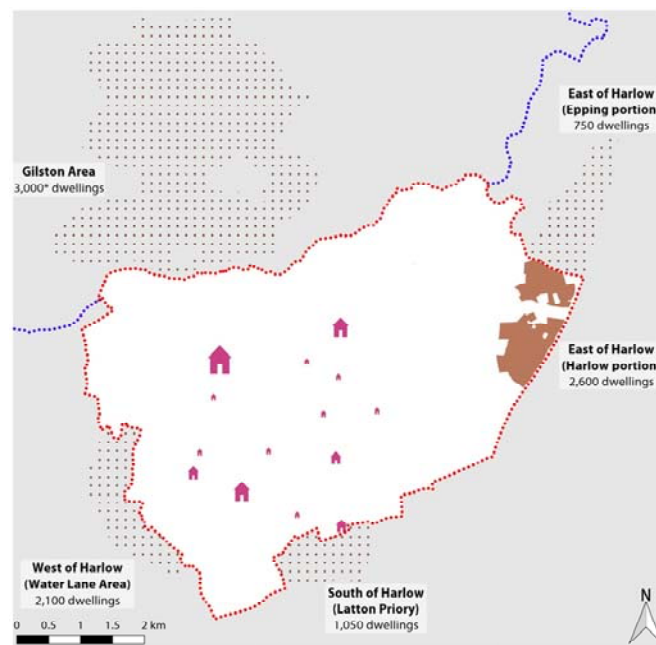 East of Harlow
(Epping portion)
750 dwellings
Gilston Area
3,000* dwellings
East of Harlow
(Harlow portion)
2,600 dwellings
West of Harlow
(Water Lane Area)
2,100 dwellings
South of Harlow
(Latton Priory)
1,050 dwellings
N
0 0.5 1 1.5 2 km